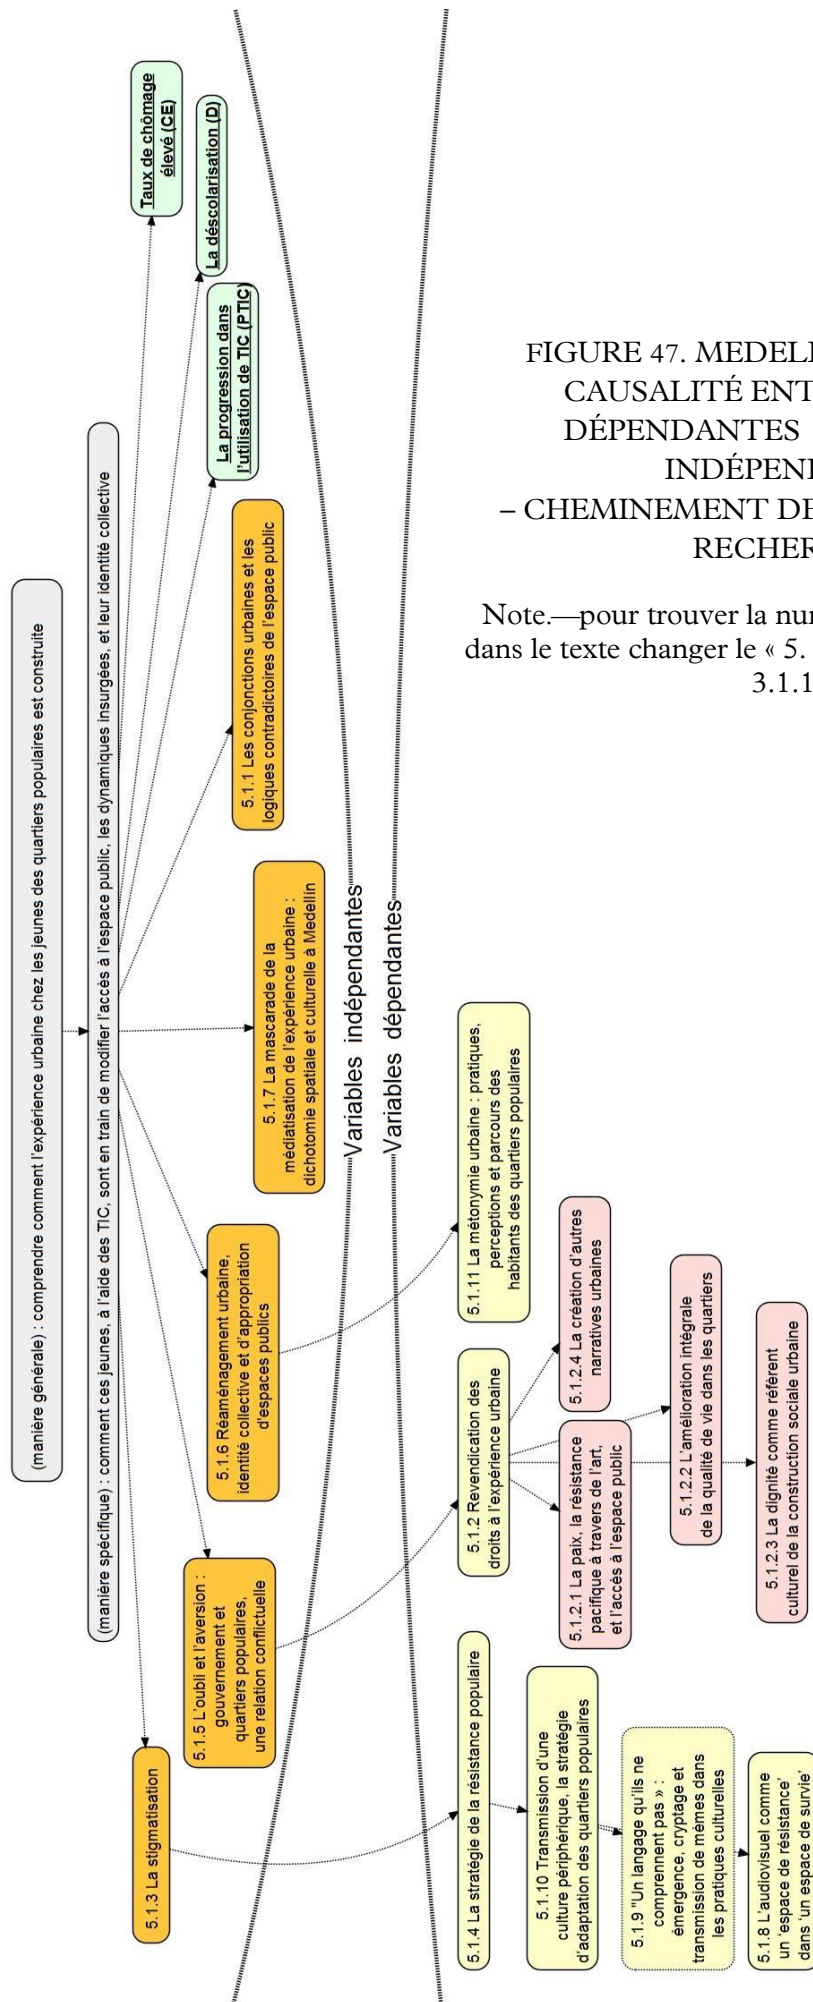 (manière générale) : comprendre comment l'expérience urbaine chez les jeunes des quartiers populaires est construite
(manière spécifique) : comment ces jeunes, à l'aide des TIC, sont en train de modifier l'accès à l'espace public, les dynamiques insurgées, et leur identité collective
5.1.3 La stigmatisation
5.1.5 L'oubli et l'aversion :
gouvernement et
quartiers populaires,
une relation conflictuelle
5.1.6 Réaménagement urbaine,
identité collective et d'appropriation
d'espaces publics
5.1.7 La mascarade de la
médiatisation de l'expérience urbaine :
dichotomie spatiale et culturelle à Medellín
5.1.1 Les conjonctions urbaines et les
logiques contradictoires de l'espace public
La progression dans
l'utilisation de TIC (PTIC)
La déscolarisation (D)
Taux de chômage
élevé (CE)
Variables indépendantes
Variables dépendantes
5.1.4 La stratégie de la résistance populaire
5.1.10 Transmission d'une
culture périphérique, la stratégie
d'adaptation des quartiers populaires
5.1.9 "Un langage qu'ils ne
comprennent pas » :
émergence, cryptage et
transmission de mèmes dans
les pratiques culturelles
5.1.8 L'audiovisuel comme
un 'espace de résistance'
dans 'un espace de survie'
5.1.2 Revendication des
droits à l'expérience urbaine
5.1.2.1 La paix, la résistance
pacifique à travers de l'art,
et l'accès à l'espace public
5.1.2.4 La création d'autres
narratives urbaines
5.1.2.2 L'amélioration intégrale
de la qualité de vie dans les quartiers
5.1.2.3 La dignité comme référent
culturel de la construction sociale urbaine
5.1.11 La métonymie urbaine : pratiques,
perceptions et parcours des
habitants des quartiers populaires
FIGURE 47. MEDELL
CAUSALITÉ ENT
DÉPENDANTES
INDÉPEN
– CHEMINEMENT DE
RECHER
Note.—pour trouver la nu
dans le texte changer le « 5.
3.1.1